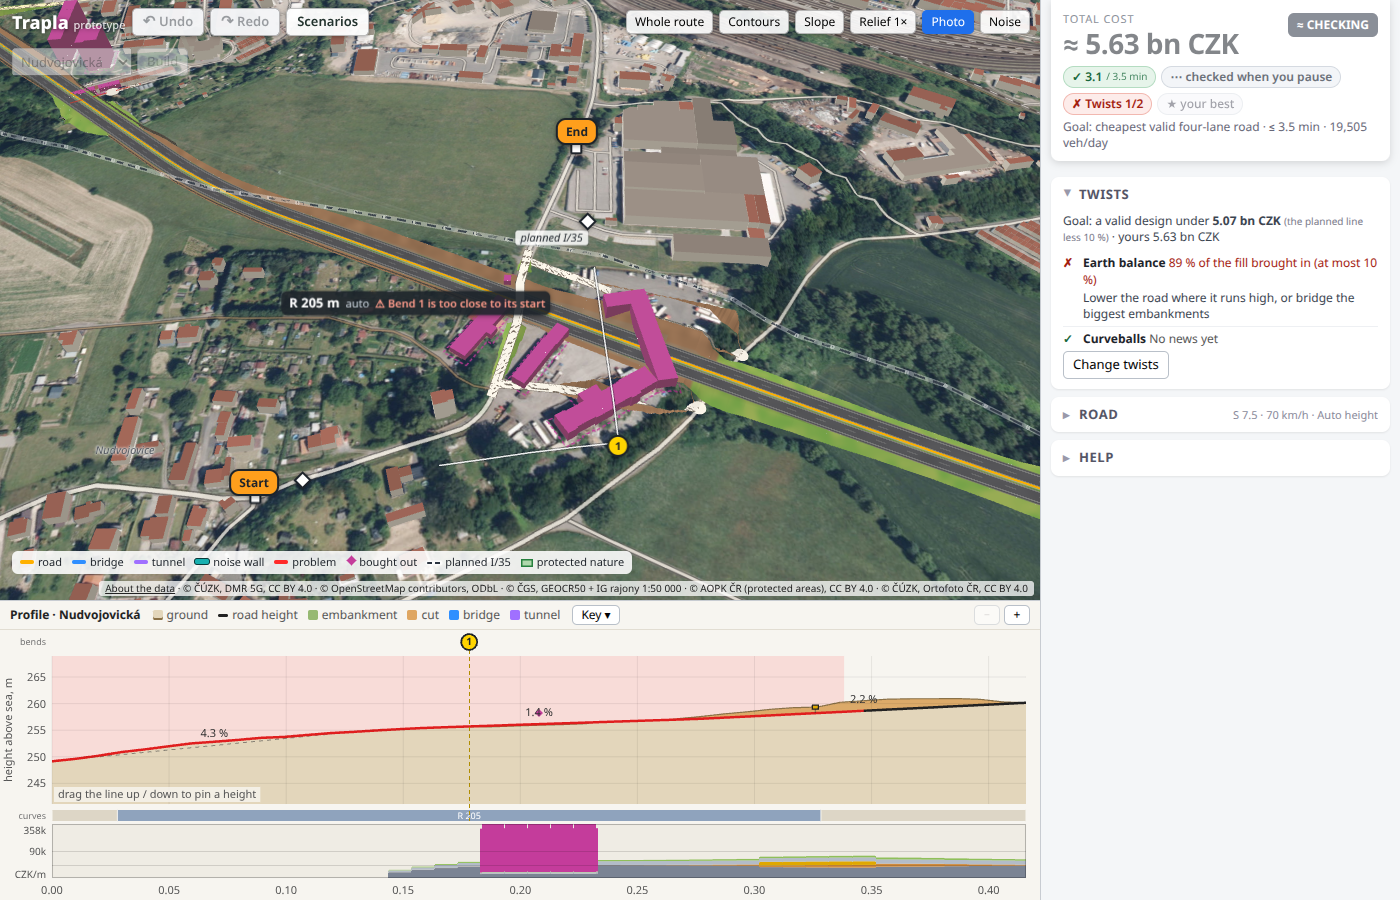 Trapla prototype
↶ Undo
↷ Redo
Scenarios
Whole route
Contours
Slope
Relief 1×
Photo
Noise
Nudvojovická
Build
End
planned I/35
R 205 m auto ⚠ Bend 1 is too close to its start
1
Nudvojovice
Start
road
bridge
tunnel
noise wall
problem
bought out
planned I/35
protected nature
About the data · © ČÚZK, DMR 5G, CC BY 4.0 · © OpenStreetMap contributors, ODbL · © ČGS, GEOCR50 + IG rajony 1:50 000 · © AOPK ČR (protected areas), CC BY 4.0 · © ČÚZK, Ortofoto ČR, CC BY 4.0
TOTAL COST
≈ CHECKING
≈ 5.63 bn CZK
✓ 3.1 / 3.5 min
··· checked when you pause
✗ Twists 1/2
★ your best
Goal: cheapest valid four-lane road · ≤ 3.5 min · 19,505
veh/day
▼ TWISTS
Goal: a valid design under 5.07 bn CZK (the planned line
less 10 %) · yours 5.63 bn CZK
✗ Earth balance 89 % of the fill brought in (at most 10
%)
Lower the road where it runs high, or bridge the
biggest embankments
✓ Curveballs No news yet
Change twists
▶ ROAD
S 7.5 · 70 km/h · Auto height
▶ HELP
Profile · Nudvojovická
ground
road height
embankment
cut
bridge
tunnel
Key ▾
−
+
bends
1
height above sea, m
265
260
255
250
245
4.3 %
1.4 %
2.2 %
drag the line up / down to pin a height
curves
R 205
358k
90k
CZK/m
0.00
0.05
0.10
0.15
0.20
0.25
0.30
0.35
0.40